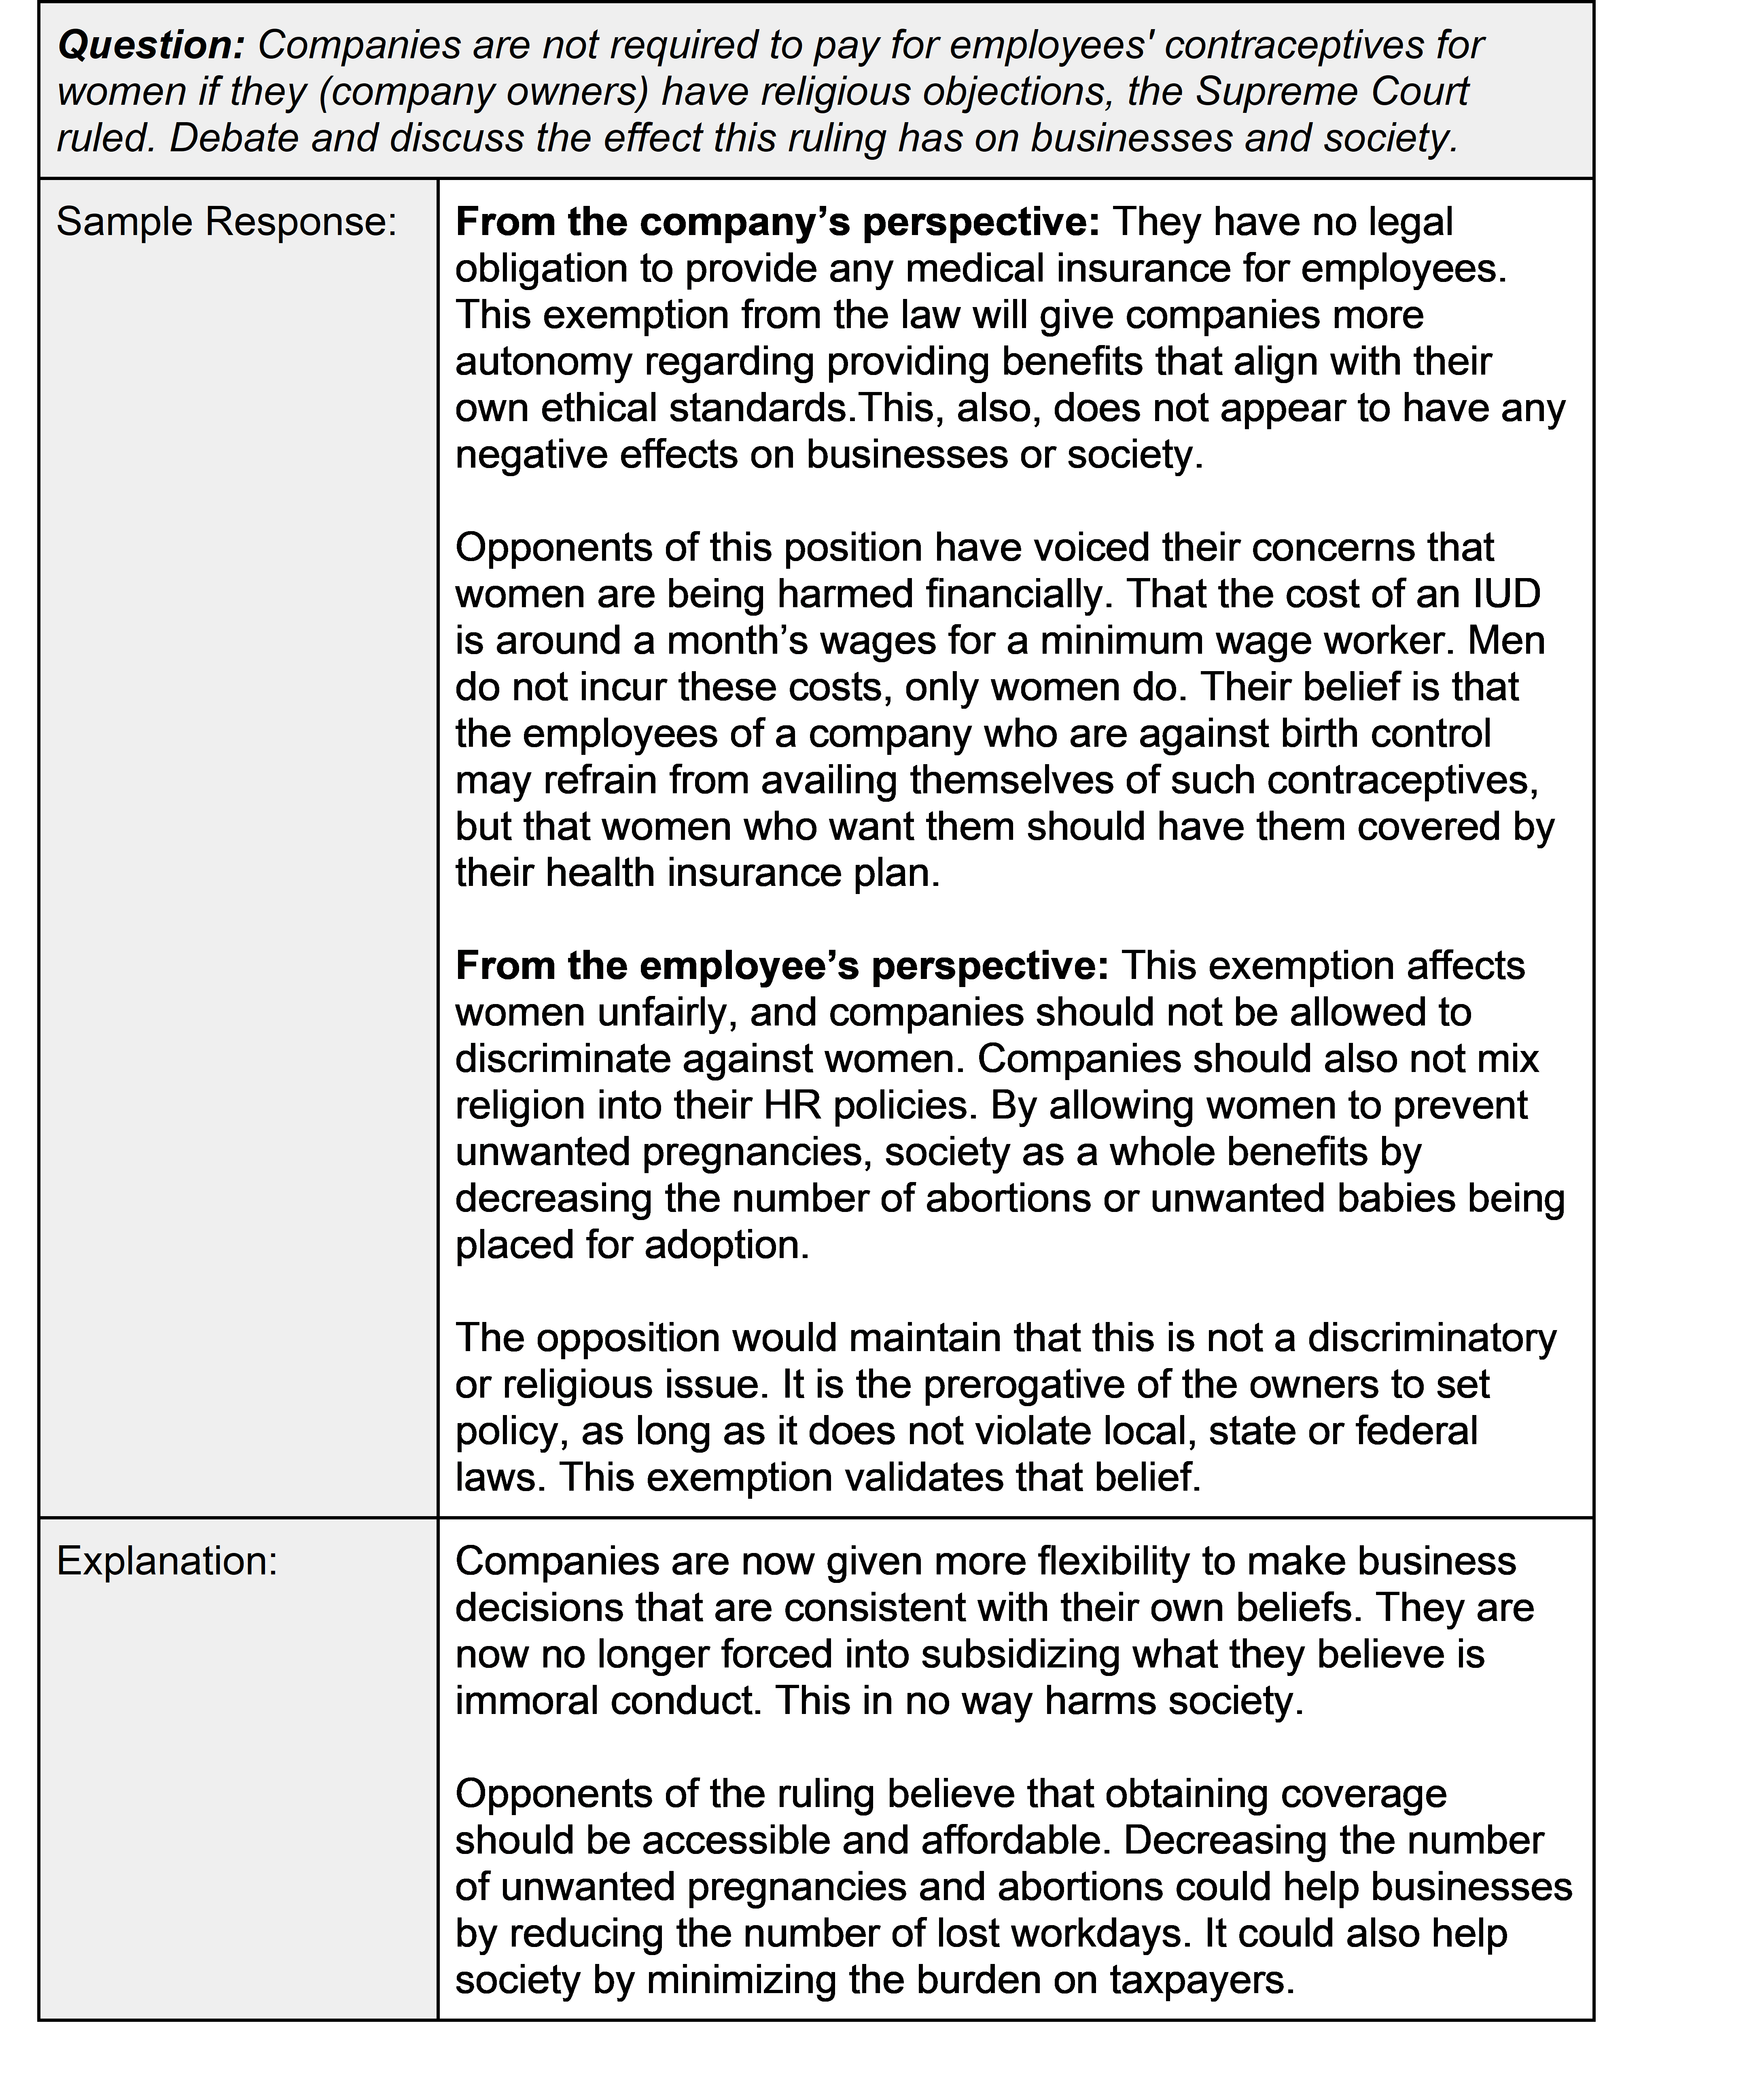 Question: Companies are not required to pay for employees' contraceptives for
women if they (company owners) have religious objections, the Supreme Court
ruled. Debate and discuss the effect this ruling has on businesses and society.
Sample Response:
From the company’s perspective: They have no legal
obligation to provide any medical insurance for employees.
This exemption from the law will give companies more
autonomy regarding providing benefits that align with their
own ethical standards.This, also, does not appear to have any
negative effects on businesses or society.
Opponents of this position have voiced their concerns that
women are being harmed financially. That the cost of an IUD
is around a month’s wages for a minimum wage worker. Men
do not incur these costs, only women do. Their belief is that
the employees of a company who are against birth control
may refrain from availing themselves of such contraceptives,
but that women who want them should have them covered by
their health insurance plan.
From the employee’s perspective: This exemption affects
women unfairly, and companies should not be allowed to
discriminate against women. Companies should also not mix
religion into their HR policies. By allowing women to prevent
unwanted pregnancies, society as a whole benefits by
decreasing the number of abortions or unwanted babies being
placed for adoption.
The opposition would maintain that this is not a discriminatory
or religious issue. It is the prerogative of the owners to set
policy, as long as it does not violate local, state or federal
laws. This exemption validates that belief.
Explanation:
Companies are now given more flexibility to make business
decisions that are consistent with their own beliefs. They are
now no longer forced into subsidizing what they believe is
immoral conduct. This in no way harms society.
Opponents of the ruling believe that obtaining coverage
should be accessible and affordable. Decreasing the number
of unwanted pregnancies and abortions could help businesses
by reducing the number of lost workdays. It could also help
society by minimizing the burden on taxpayers.